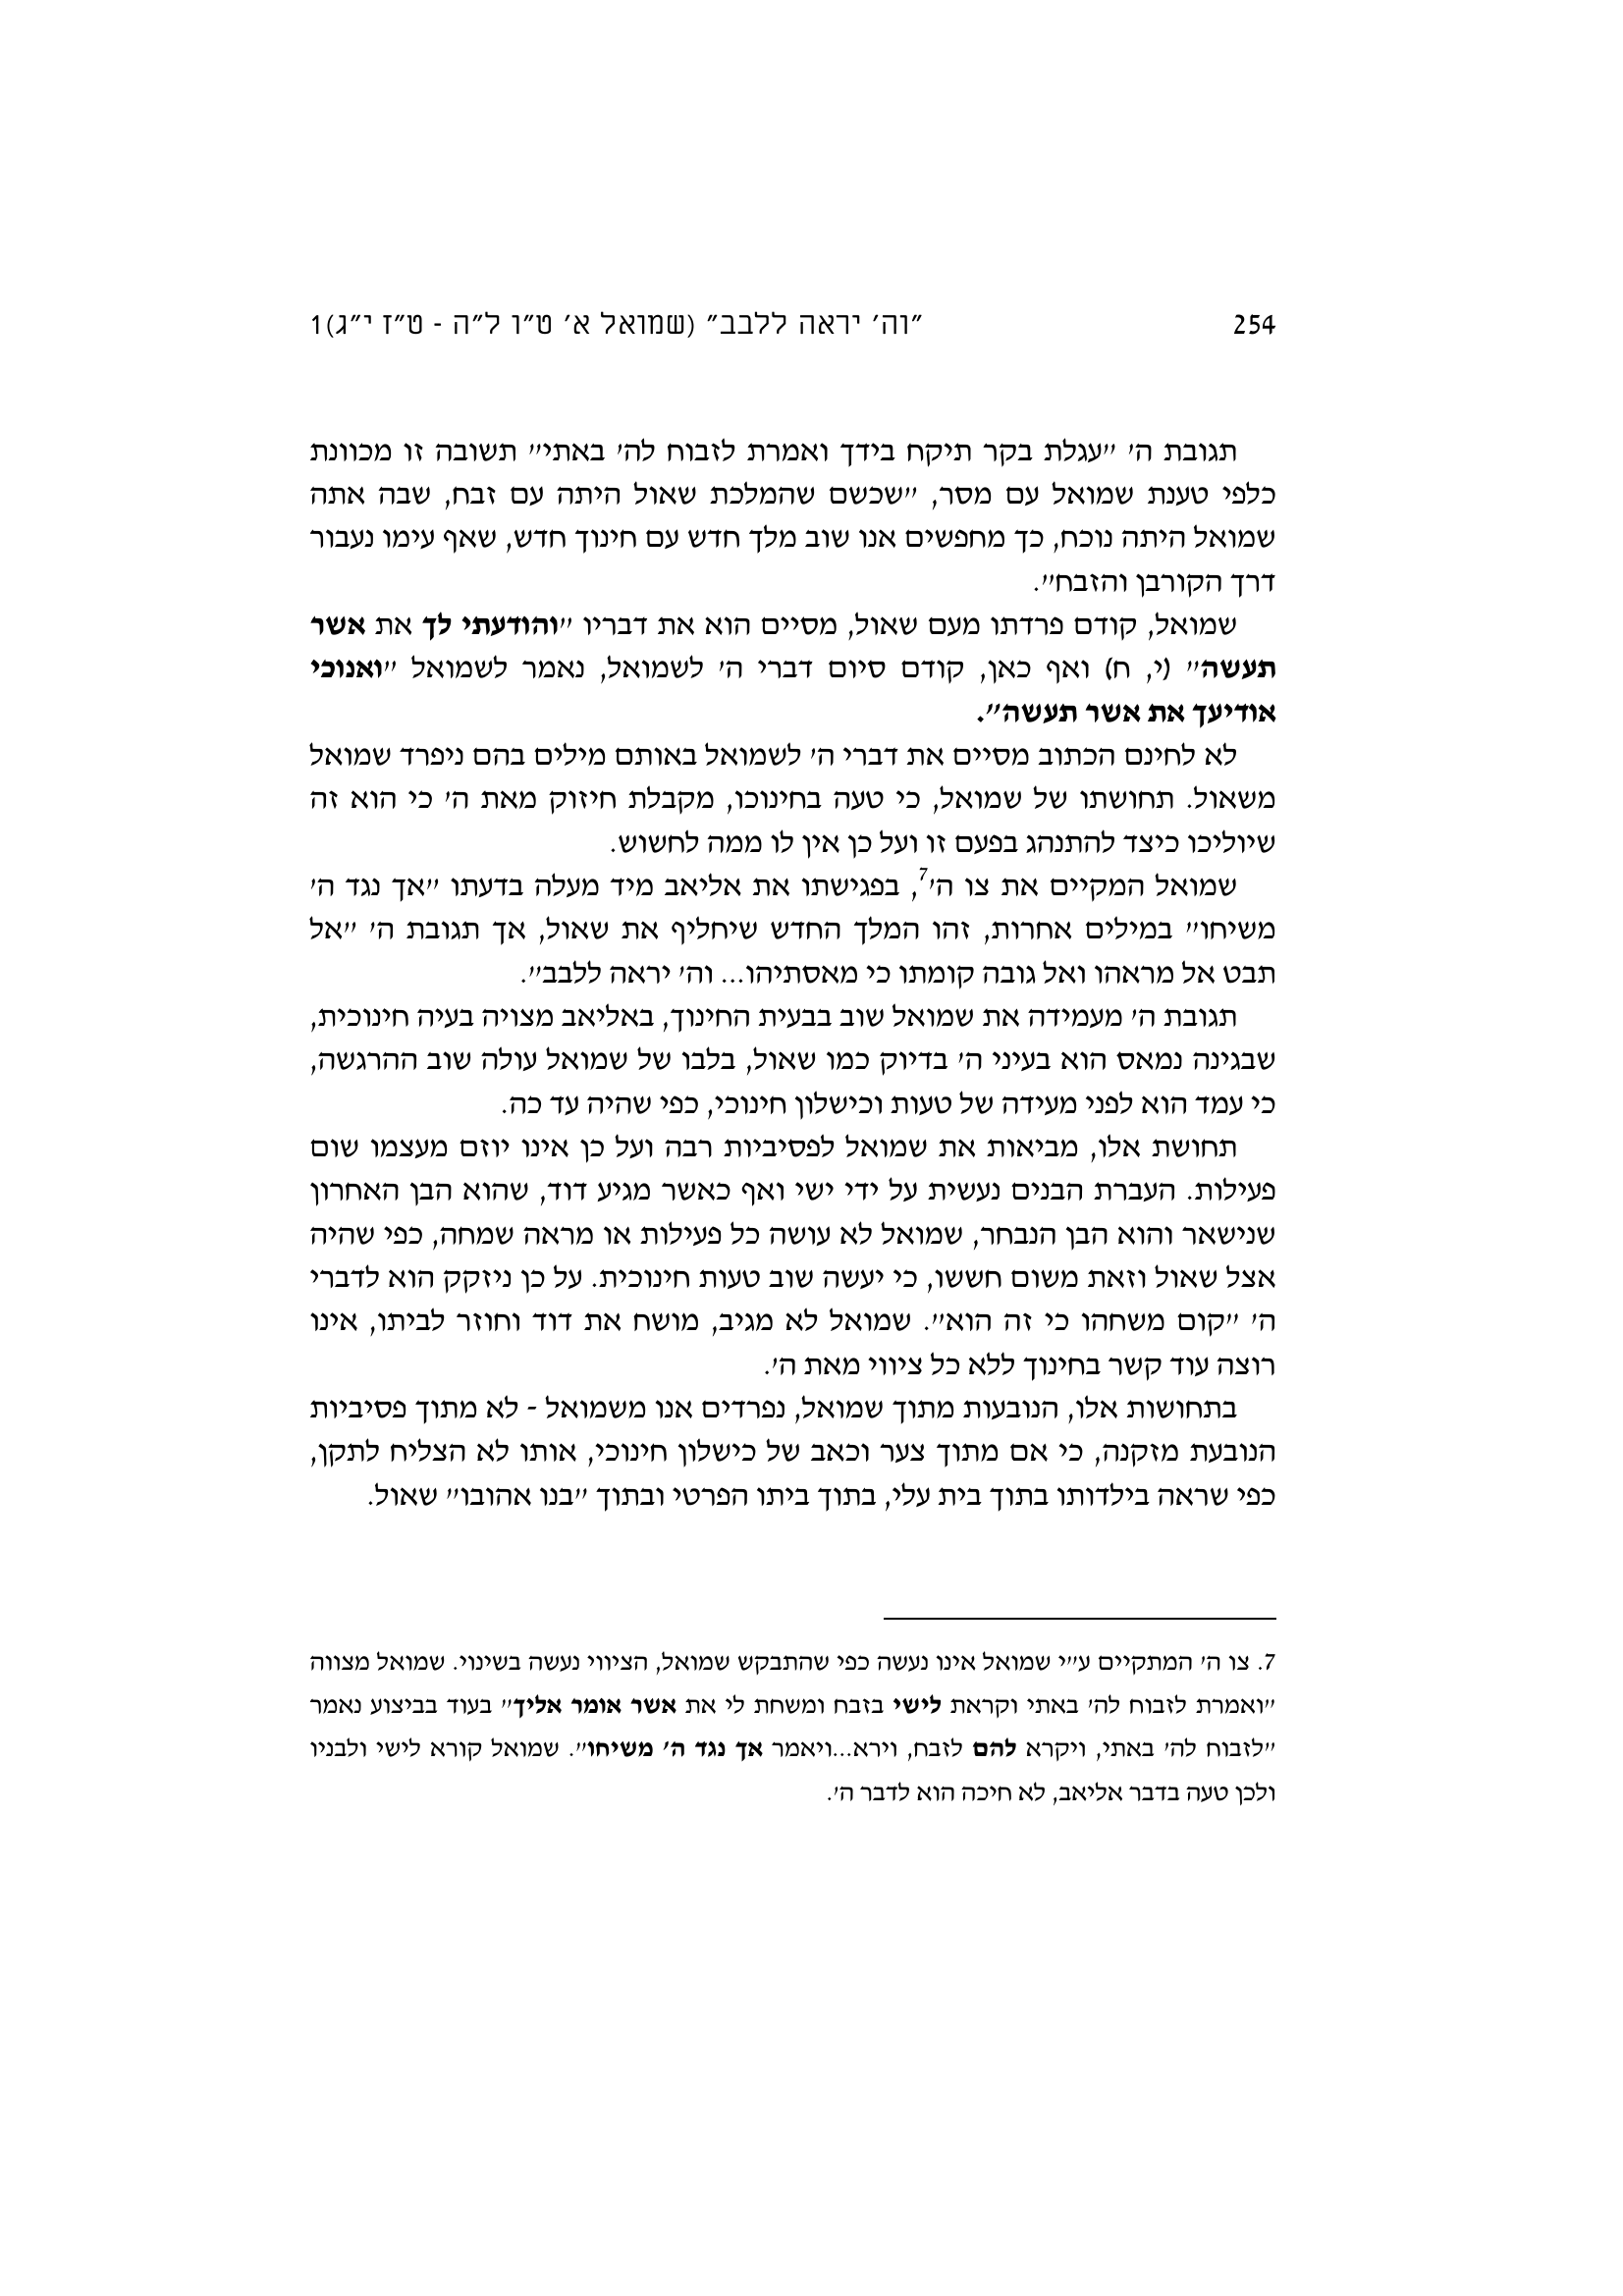 254 "וה' יראה ללבב" (שמואל א' ט"ו ל"ה - ט"ז י"ג)1
תגובת ה' "עגלת בקר תיקח בידך ואמרת לזבוח לה' באתי" תשובה זו מכוונת
כלפי טענת שמואל עם מסר, "שכשם שהמלכת שאול היתה עם זבח, שבה אתה
שמואל היתה נוכח, כך מחפשים אנו שוב מלך חדש עם חינוך חדש, שאף עימו נעבור
דרך הקורבן והזבח".
שמואל, קודם פרדתו מעם שאול, מסיים הוא את דבריו "והודעתי לך את אשר
תעשה" (י, ח) ואף כאן, קודם סיום דברי ה' לשמואל, נאמר לשמואל "ואנוכי
אודיעך את אשר תעשה".
לא לחינם הכתוב מסיים את דברי ה' לשמואל באותם מילים בהם ניפרד שמואל
משאול. תחושתו של שמואל, כי טעה בחינוכו, מקבלת חיזוק מאת ה' כי הוא זה
שיוליכו כיצד להתנהג בפעם זו ועל כן אין לו ממה לחשוש.
שמואל המקיים את צו ה'7, בפגישתו את אליאב מיד מעלה בדעתו "אך נגד ה'
משיחו" במילים אחרות, זהו המלך החדש שיחליף את שאול, אך תגובת ה' "אל
תבט אל מראהו ואל גובה קומתו כי מאסתיהו... וה' יראה ללבב".
תגובת ה' מעמידה את שמואל שוב בבעית החינוך, באליאב מצויה בעיה חינוכית,
שבגינה נמאס הוא בעיני ה' בדיוק כמו שאול, בלבו של שמואל עולה שוב ההרגשה,
כי עמד הוא לפני מעידה של טעות וכישלון חינוכי, כפי שהיה עד כה.
תחושת אלו, מביאות את שמואל לפסיביות רבה ועל כן אינו יוזם מעצמו שום
פעילות. העברת הבנים נעשית על ידי ישי ואף כאשר מגיע דוד, שהוא הבן האחרון
שנישאר והוא הבן הנבחר, שמואל לא עושה כל פעילות או מראה שמחה, כפי שהיה
אצל שאול וזאת משום חששו, כי יעשה שוב טעות חינוכית. על כן ניזקק הוא לדברי
ה' "קום משחהו כי זה הוא". שמואל לא מגיב, מושח את דוד וחוזר לביתו, אינו
רוצה עוד קשר בחינוך ללא כל ציווי מאת ה'.
בתחושות אלו, הנובעות מתוך שמואל, נפרדים אנו משמואל - לא מתוך פסיביות
הנובעת מזקנה, כי אם מתוך צער וכאב של כישלון חינוכי, אותו לא הצליח לתקן,
כפי שראה בילדותו בתוך בית עלי, בתוך ביתו הפרטי ובתוך "בנו אהובו" שאול.
7. צו ה' המתקיים ע"י שמואל אינו נעשה כפי שהתבקש שמואל, הציווי נעשה בשינוי. שמואל מצווה
"ואמרת לזבוח לה' באתי וקראת לישי בזבח ומשחת לי את אשר אומר אליך" בעוד בביצוע נאמר
"לזבוח לה' באתי, ויקרא להם לזבח, וירא...ויאמר אך נגד ה' משיחו". שמואל קורא לישי ולבניו
ולכן טעה בדבר אליאב, לא חיכה הוא לדבר ה'.